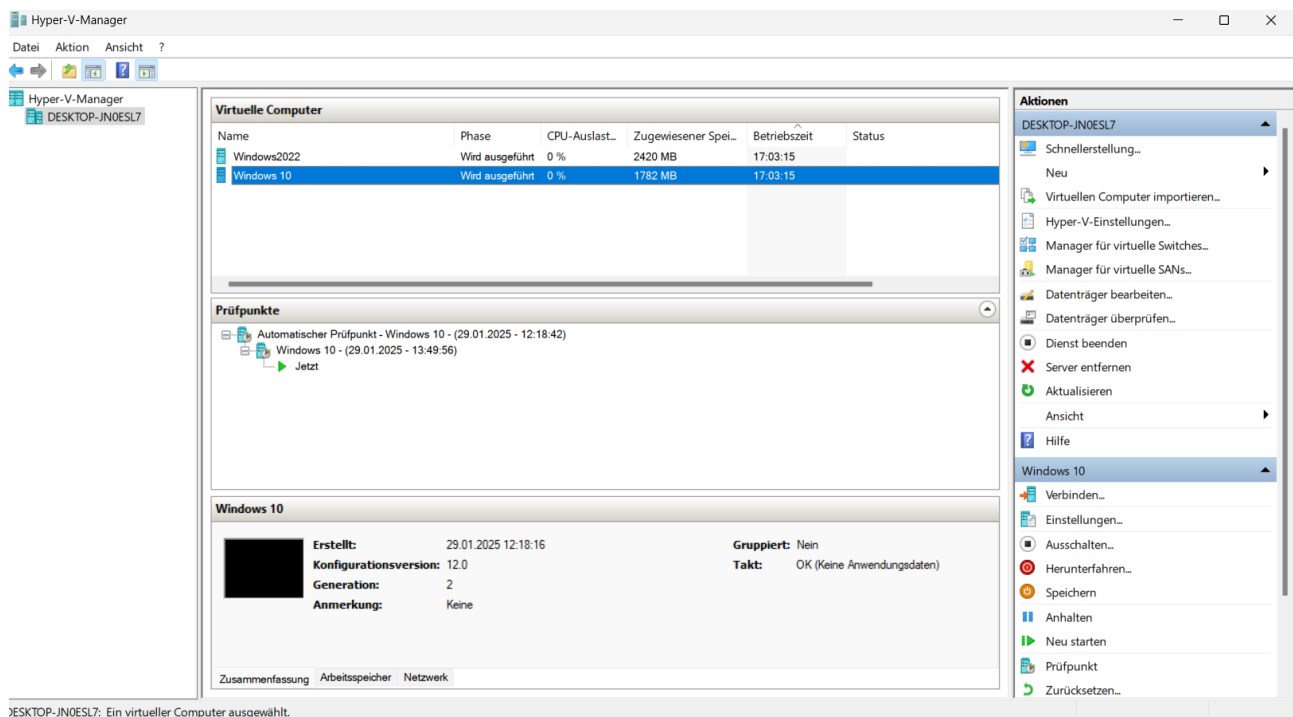 Hyper-V-Manager
Datei Aktion Ansicht ?
Hyper-V-Manager
DESKTOP-JN0ESL7
Virtuelle Computer
Name Phase CPU-Auslast... Zugewiesener Spei... Betriebszeit Status
Windows2022 Wird ausgeführt 0 % 2420 MB 17:03:15
Windows 10 Wird ausgeführt 0 % 1782 MB 17:03:15
Prüfpunkte
Automatischer Prüfpunkt - Windows 10 - (29.01.2025 - 12:18:42)
Windows 10 - (29.01.2025 - 13:49:56)
Jetzt
Windows 10
Erstellt: 29.01.2025 12:18:16 Gruppiert: Nein
Konfigurationsversion: 12.0 Takt: OK (Keine Anwendungsdaten)
Generation: 2
Anmerkung: Keine
Zusammenfassung Arbeitsspeicher Netzwerk
Aktionen
DESKTOP-JN0ESL7
Schnellerstellung...
Neu
Virtuellen Computer importieren...
Hyper-V-Einstellungen...
Manager für virtuelle Switches...
Manager für virtuelle SANs...
Datenträger bearbeiten...
Datenträger überprüfen...
Dienst beenden
Server entfernen
Aktualisieren
Ansicht
Hilfe
Windows 10
Verbinden...
Einstellungen...
Ausschalten...
Herunterfahren...
Speichern
Anhalten
Neu starten
Prüfpunkt
Zurücksetzen...
DESKTOP-JN0ESL7: Ein virtueller Computer ausgewählt.